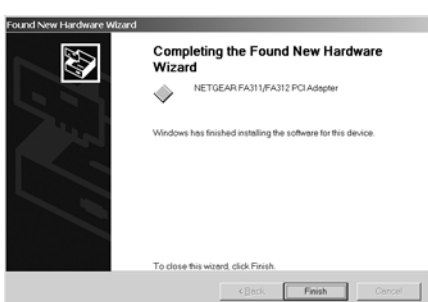 Found New Hardware Wizard
Completing the Found New Hardware
Wizard
NETGEAR FA311/FA312 PCI Adapter
Windows has finished installing the software for this device.
To close this wizard, click Finish.
< Back
Finish
Cancel